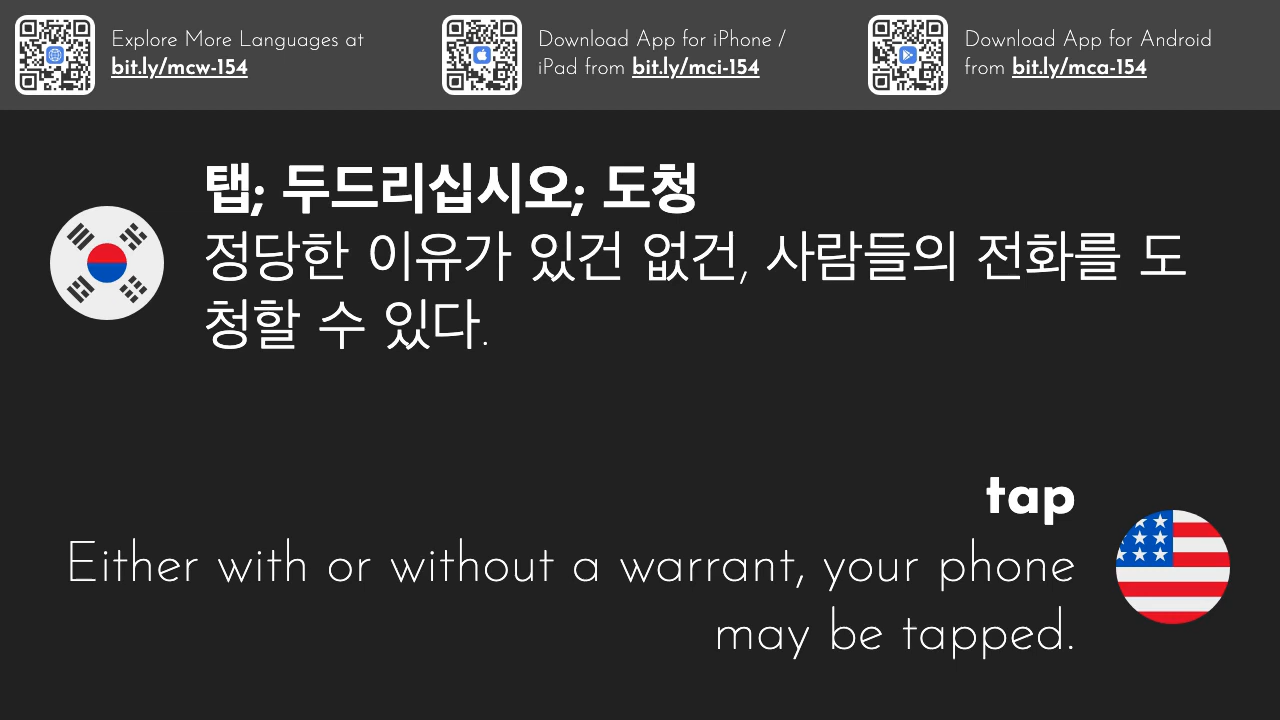 Explore More Languages at
bit.ly/mcw-154
Download App for iPhone /
iPad from bit.ly/mci-154
Download App for Android
from bit.ly/mca-154
탭; 두드리십시오; 도청
정당한 이유가 있건 없건, 사람들의 전화를 도
청할 수 있다.
tap
Either with or without a warrant, your phone
may be tapped.